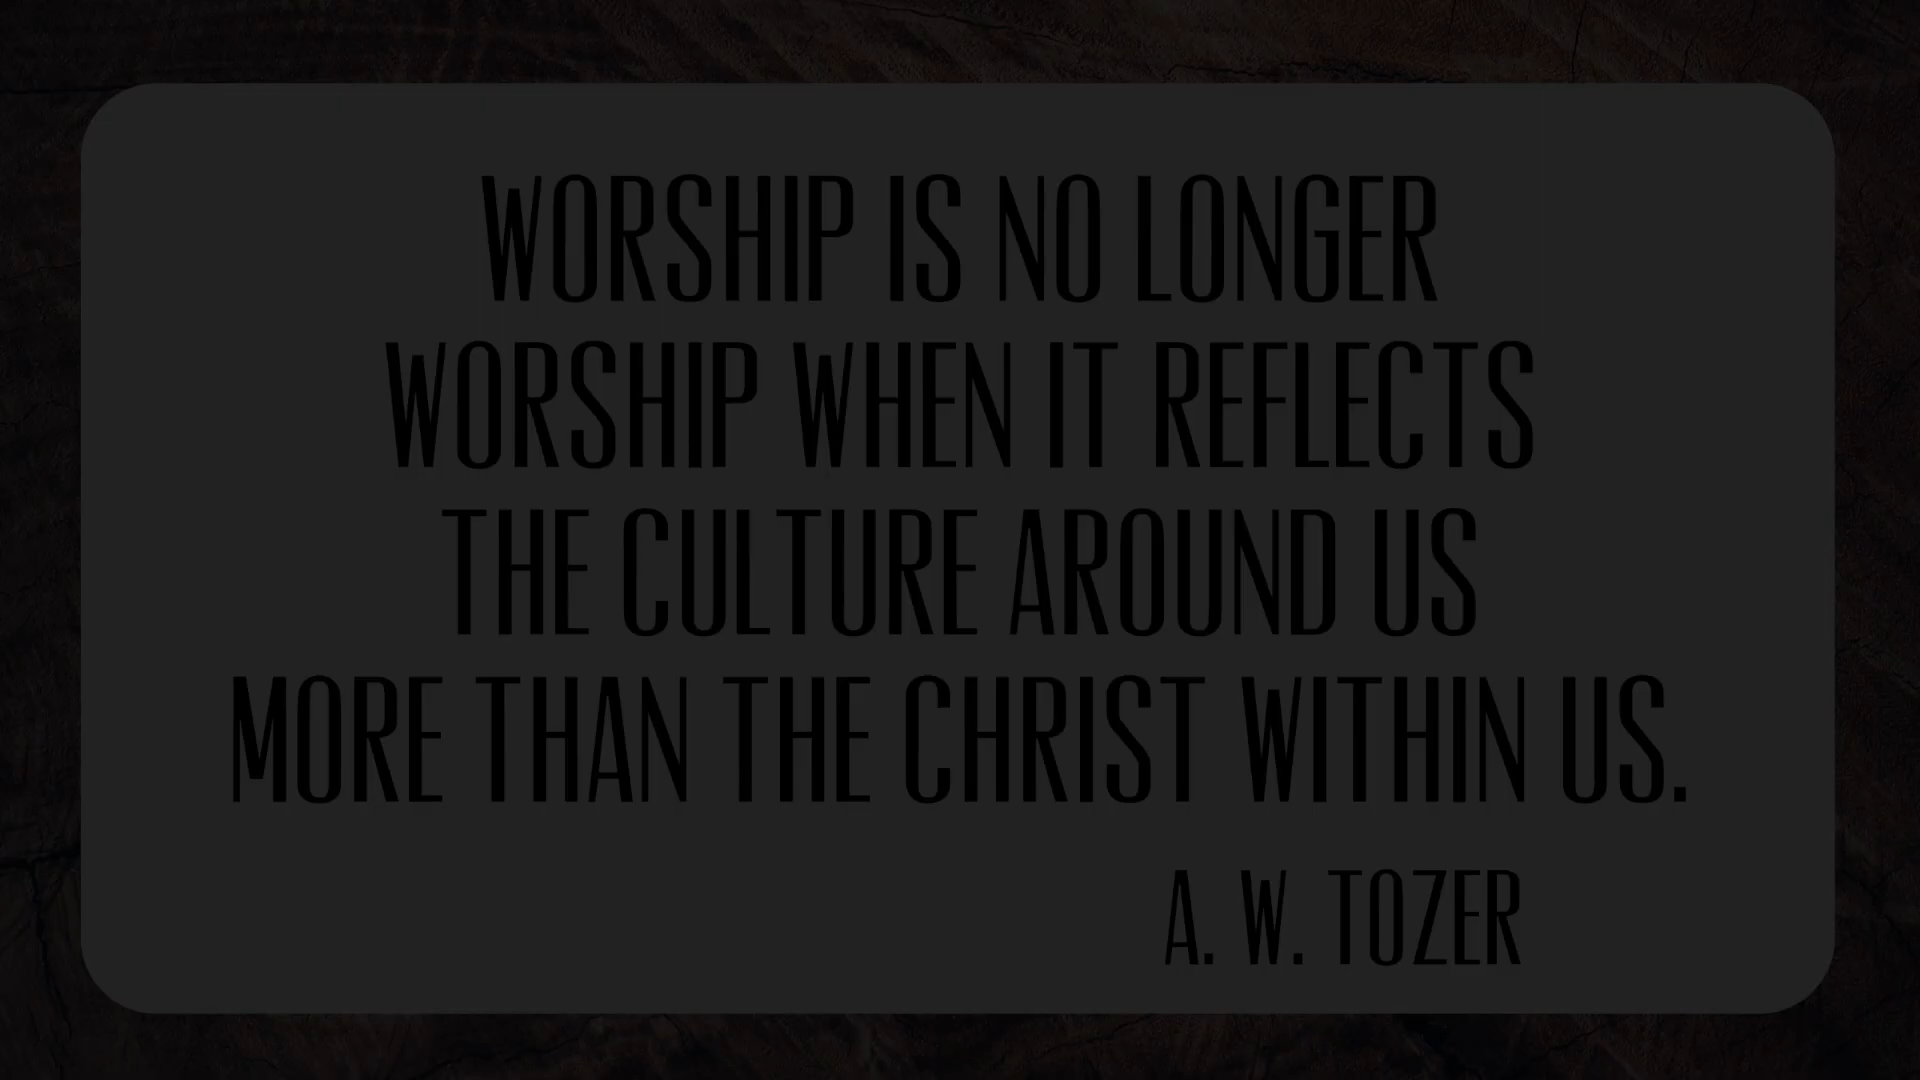 WORSHIP IS NO LONGER
WORSHIP WHEN IT REFLECTS
THE CULTURE AROUND US
MORE THAN THE CHRIST WITHIN US.
A. W. TOZER